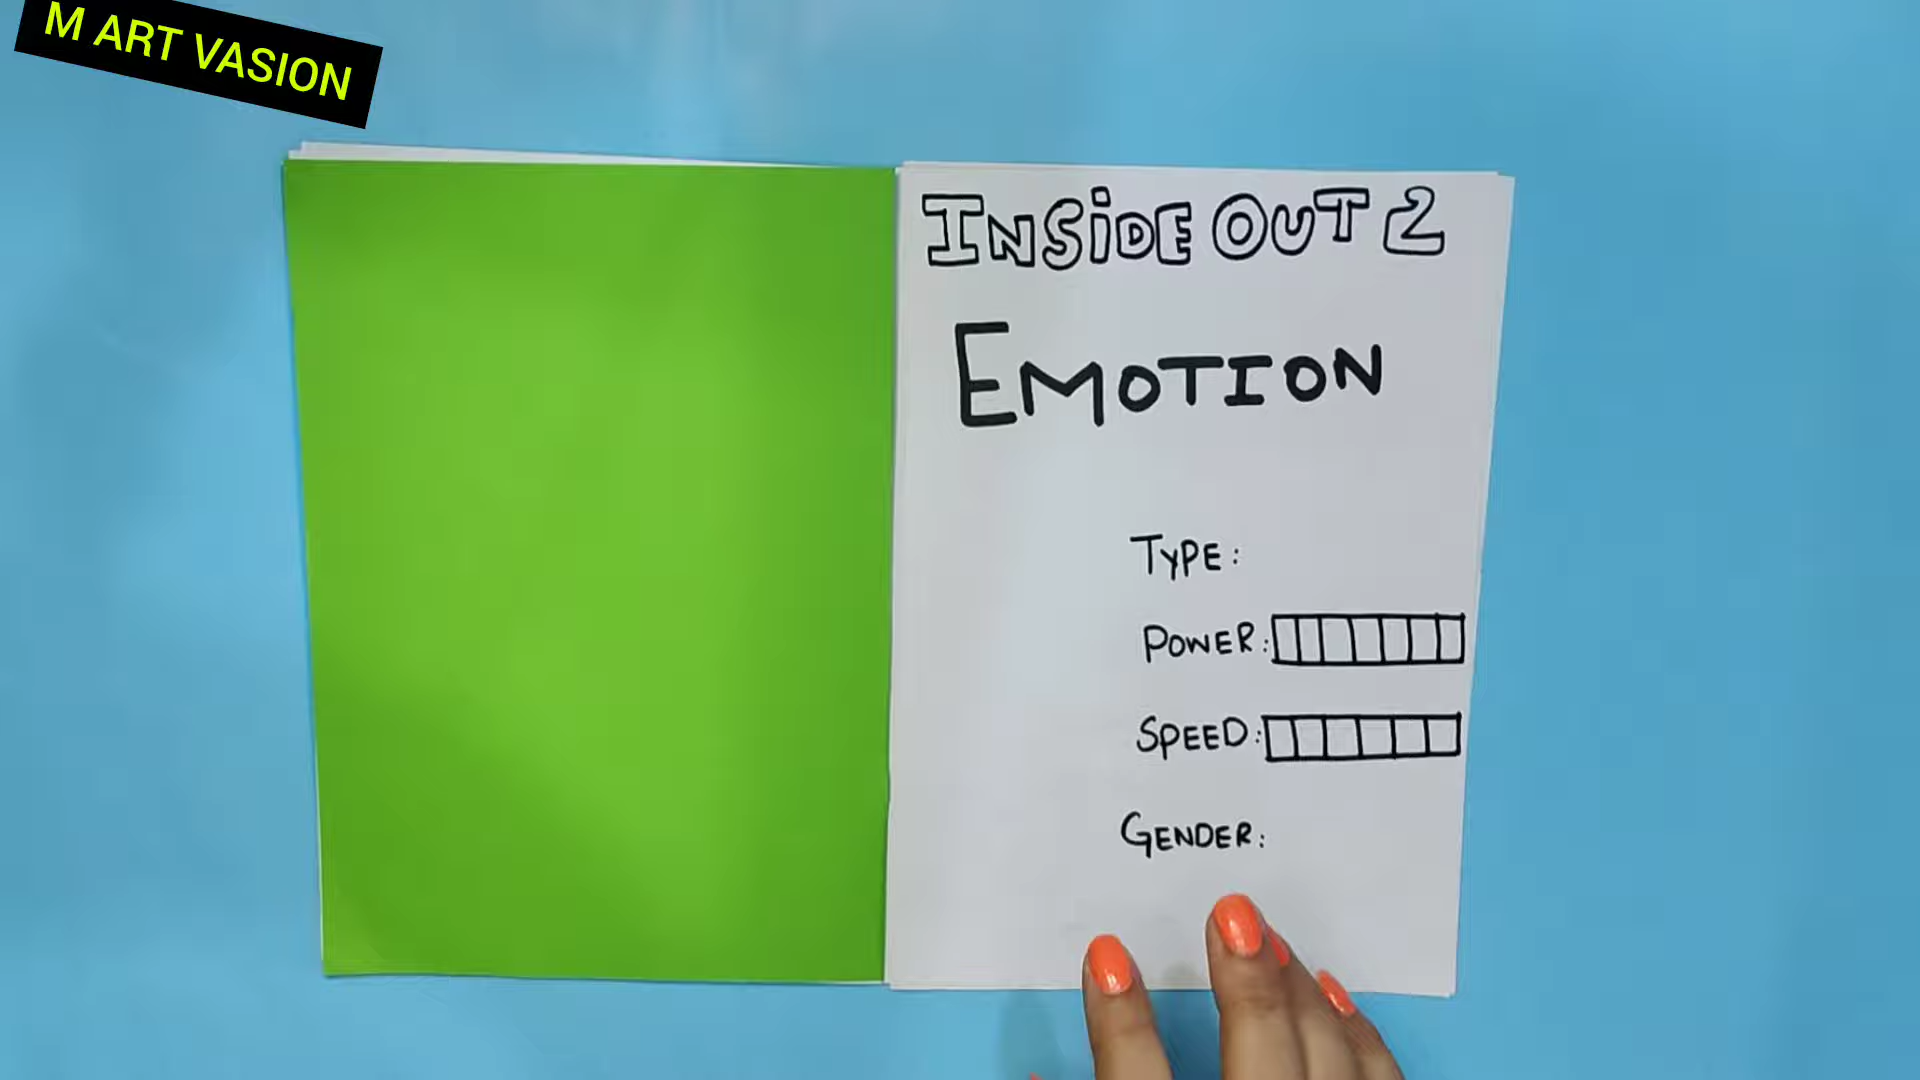 M ART VASION
INSiDE OUT 2
EMOTION
TYPE:
POWER:
SPEED:
GENDER: